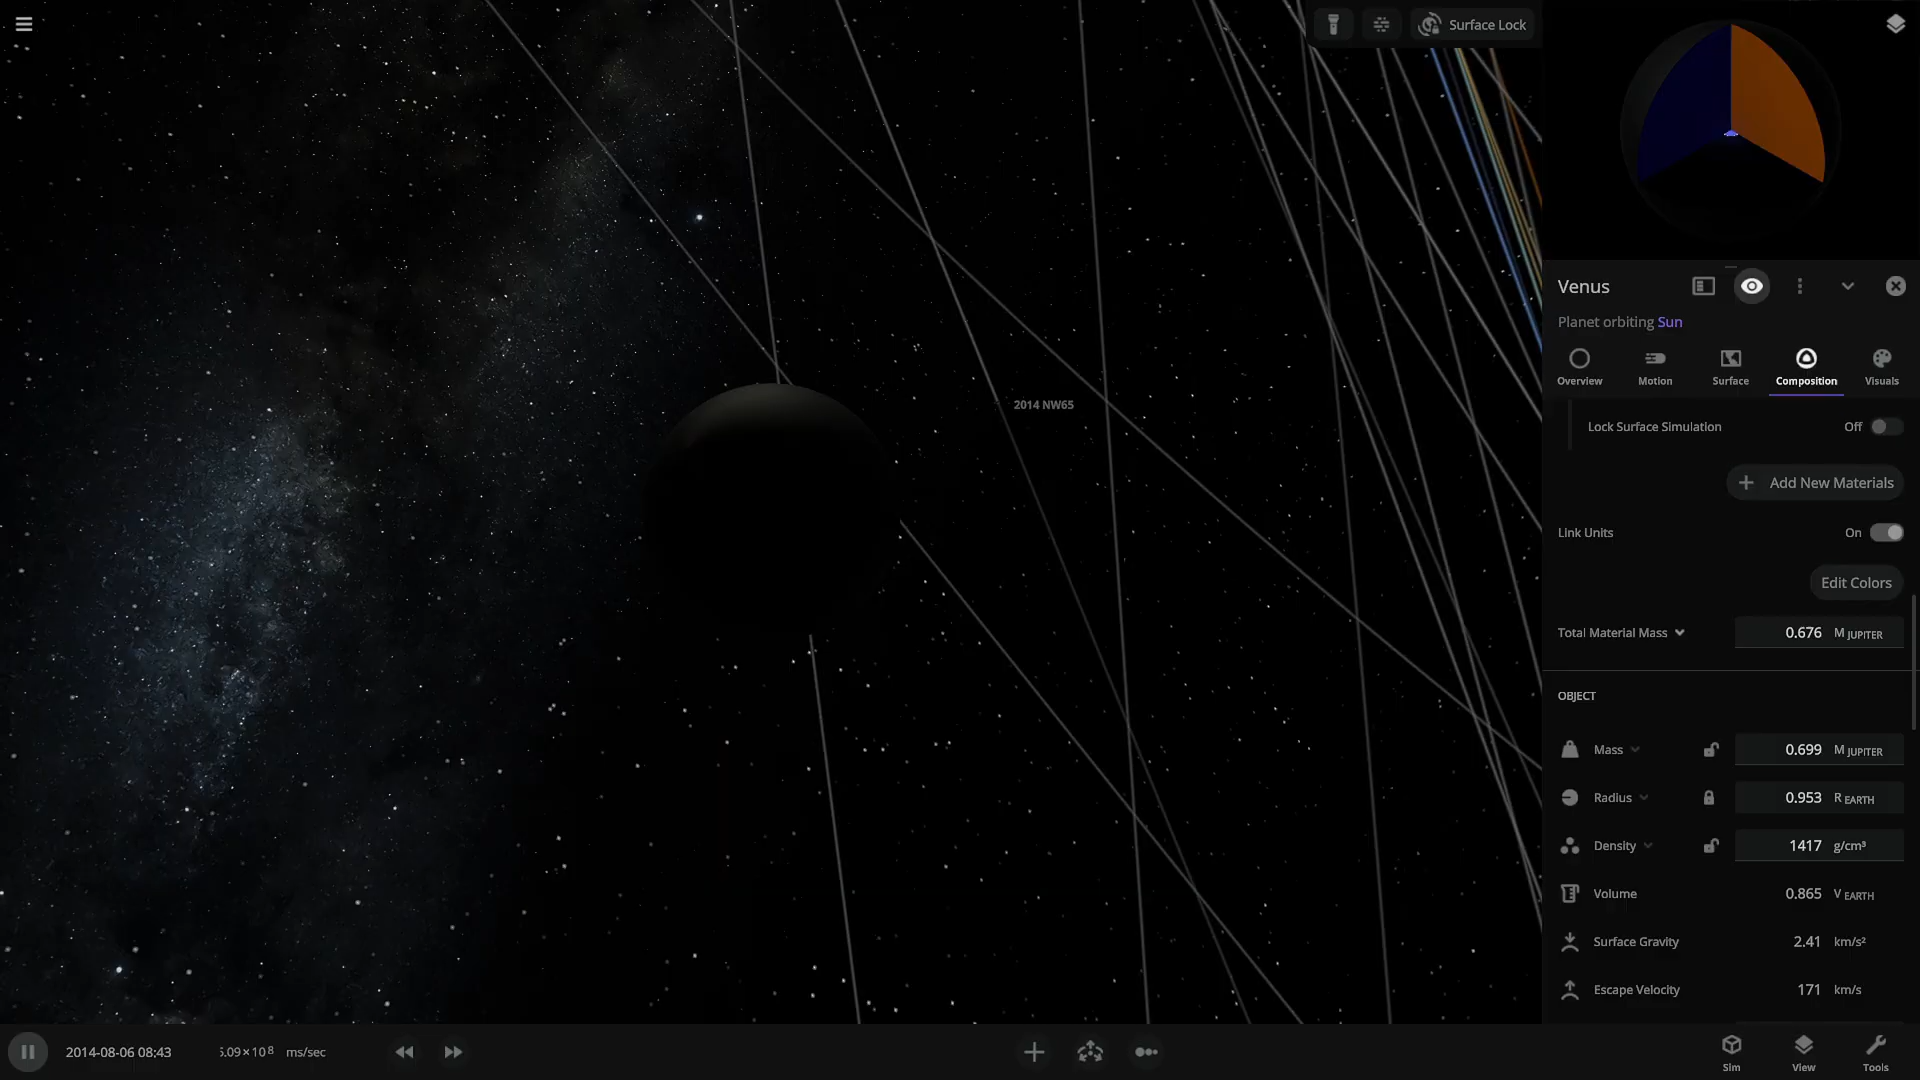 Surface Lock
2014 NW65
Venus
Planet orbiting Sun
Overview Motion Surface Composition Visuals
Lock Surface Simulation Off
Add New Materials
Link Units On
Edit Colors
Total Material Mass 0.676 M JUPITER
OBJECT
Mass 0.699 M JUPITER
Radius 0.953 R EARTH
Density 1417 g/cm³
Volume 0.865 V EARTH
Surface Gravity 2.41 km/s²
Escape Velocity 171 km/s
2014-08-06 08:43 .09×10⁸ ms/sec
Sim View Tools